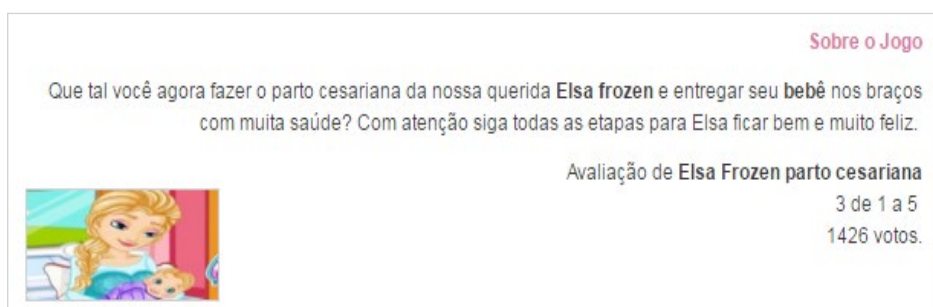 Sobre o Jogo
Que tal você agora fazer o parto cesariana da nossa querida Elsa frozen e entregar seu bebê nos braços
com muita saúde? Com atenção siga todas as etapas para Elsa ficar bem e muito feliz.
Avaliação de Elsa Frozen parto cesariana
3 de 1 a 5
1426 votos.